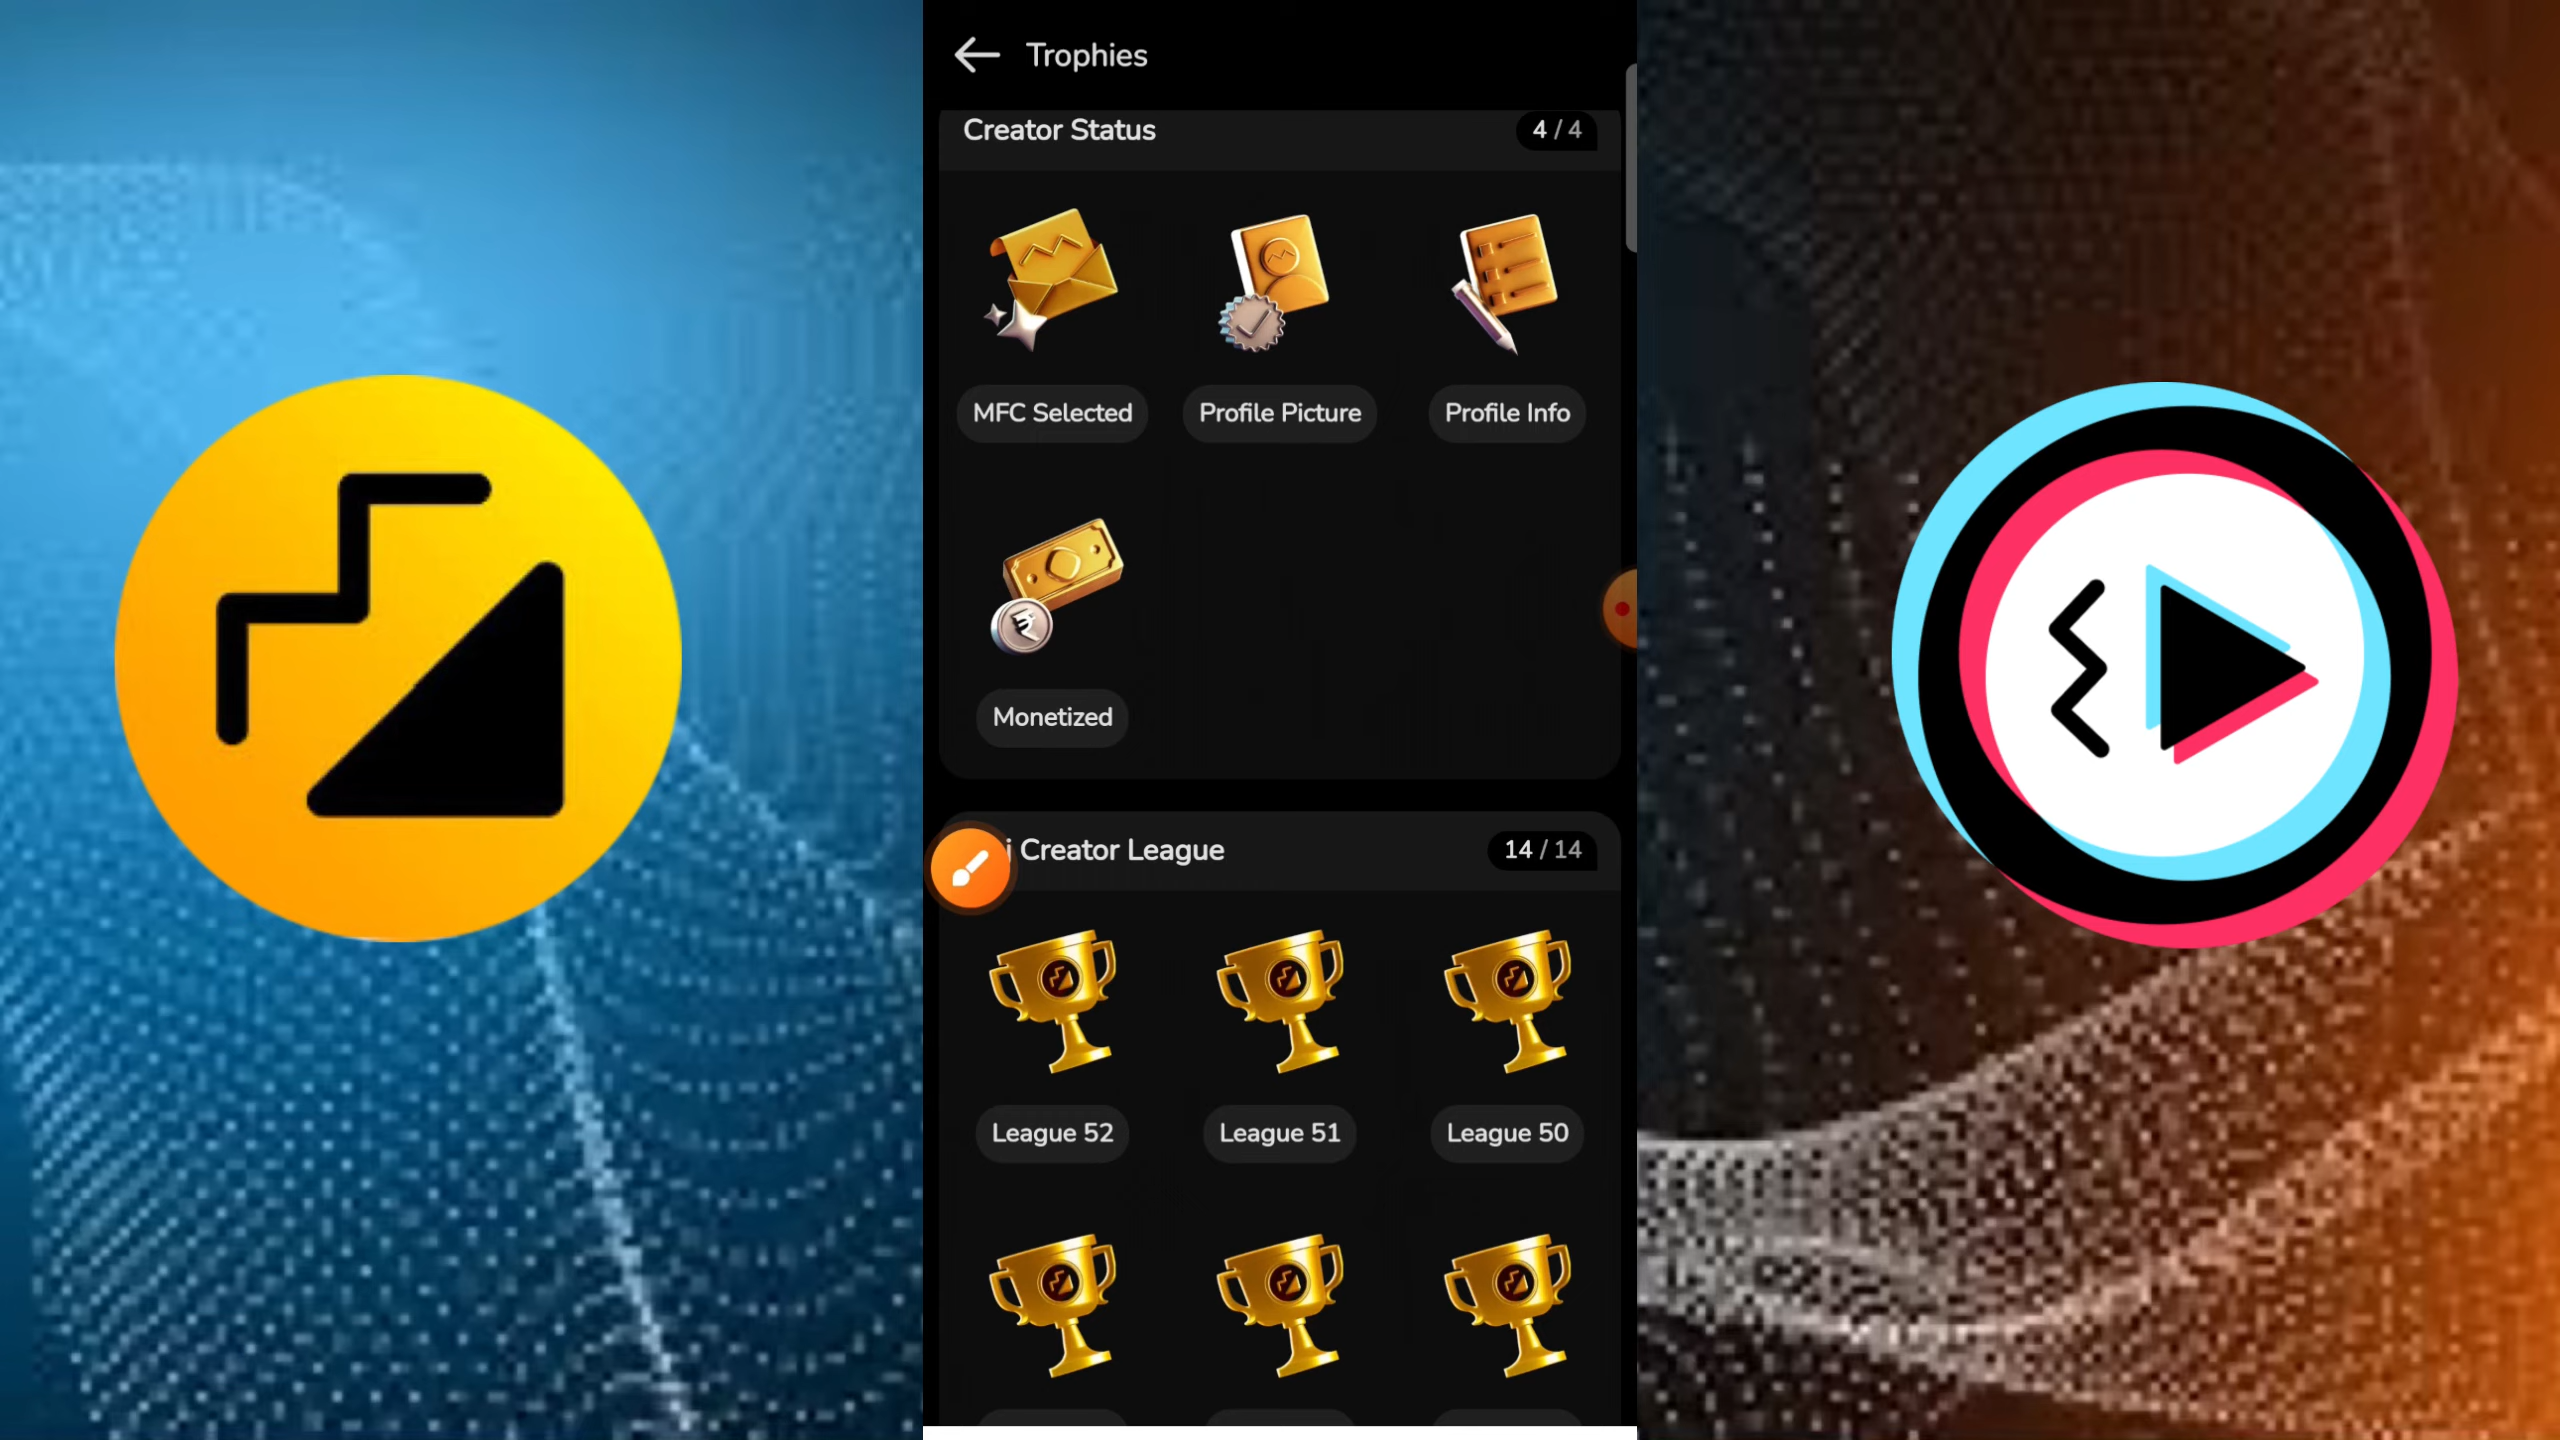 Trophies
Creator Status
4 / 4
MFC Selected
Profile Picture
Profile Info
Monetized
i Creator League
14 / 14
League 52
League 51
League 50